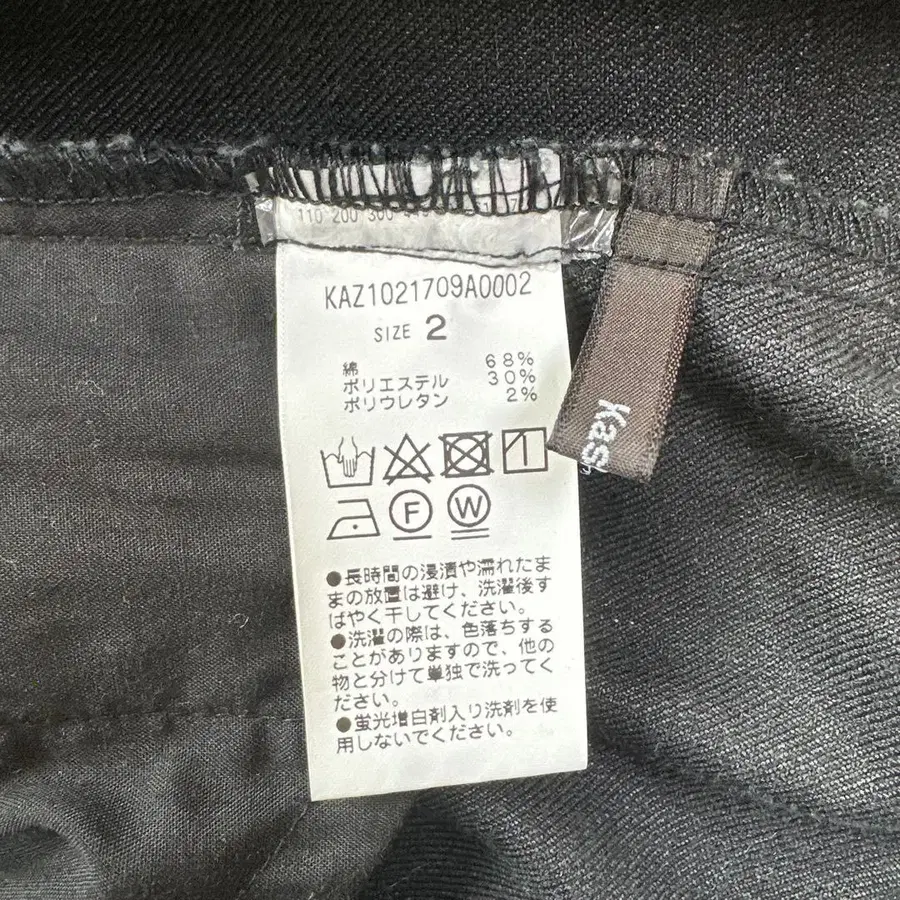 110 200 300
KAZ1021709A0002
SIZE 2
綿 68%
ポリエステル 30%
ポリウレタン 2%
F W
●長時間の浸漬や濡れたま
まの放置は避け、洗濯後す
ばやく干してください。
●洗濯の際は、色落ちする
ことがありますので、他の
物と分けて単独で洗ってく
ださい。
●蛍光増白剤入り洗剤を使
用しないでください。